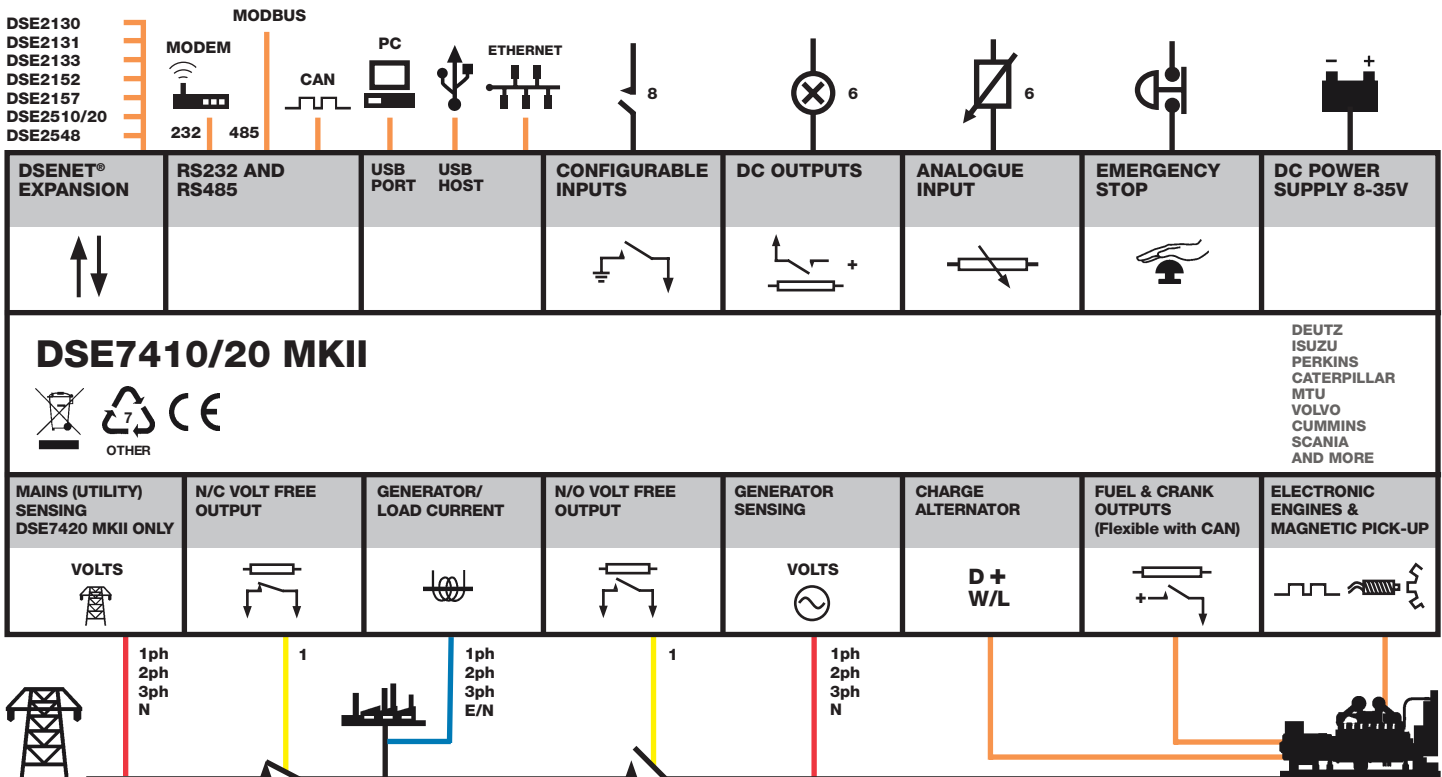 DSE2130
DSE2131
DSE2133
DSE2152
DSE2157
DSE2510/20
DSE2548
MODEM
232
MODBUS
485
CAN
PC
ETHERNET
8
6
6
- +
DSENET®
EXPANSION
RS232 AND
RS485
USB
PORT
USB
HOST
CONFIGURABLE
INPUTS
DC OUTPUTS
+
ANALOGUE
INPUT
EMERGENCY
STOP
DC POWER
SUPPLY 8-35V
DSE7410/20 MKII
7
OTHER
CE
DEUTZ
ISUZU
PERKINS
CATERPILLAR
MTU
VOLVO
CUMMINS
SCANIA
AND MORE
MAINS (UTILITY)
SENSING
DSE7420 MKII ONLY
VOLTS
N/C VOLT FREE
OUTPUT
GENERATOR/
LOAD CURRENT
N/O VOLT FREE
OUTPUT
GENERATOR
SENSING
VOLTS
CHARGE
ALTERNATOR
D +
W/L
FUEL & CRANK
OUTPUTS
(Flexible with CAN)
+
ELECTRONIC
ENGINES &
MAGNETIC PICK-UP
1ph
2ph
3ph
N
1
1ph
2ph
3ph
E/N
1
1ph
2ph
3ph
N